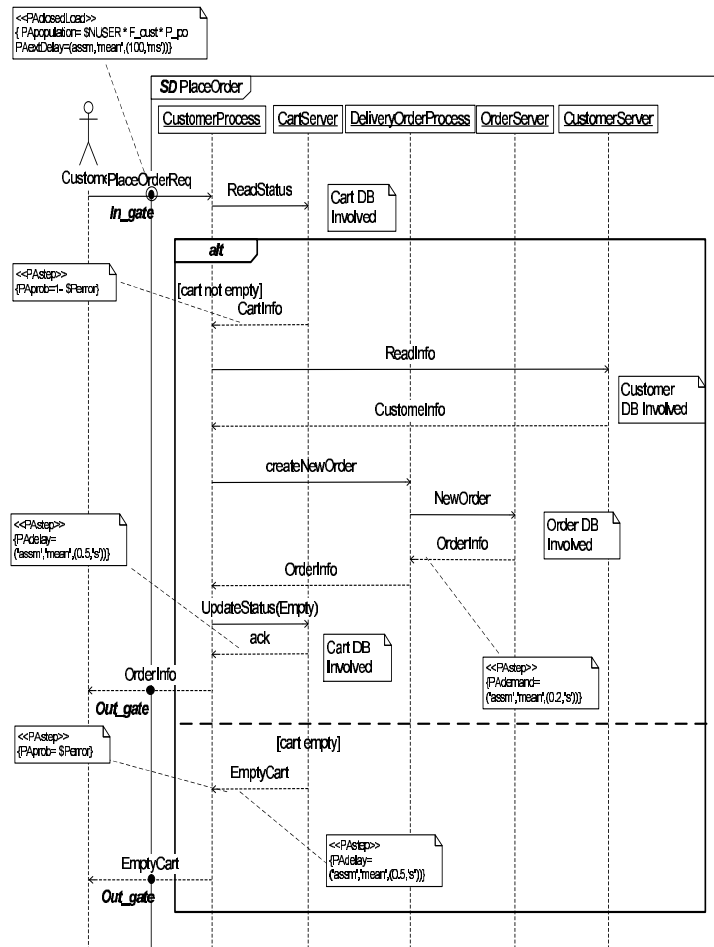 <<PAclosedLoad>>
{ PApopulation= $NUSER * F_cust * P_po
PAextDelay=(assm,'mean',(100,'ms'))}
SD PlaceOrder
CustomerProcess
CartServer
DeliveryOrderProcess
OrderServer
CustomerServer
Custome
PlaceOrderReq
In_gate
ReadStatus
Cart DB
Involved
alt
<<PAstep>>
{PAprob=1- $Perror}
[cart not empty]
CartInfo
ReadInfo
Customer
DB Involved
CustomeInfo
createNewOrder
NewOrder
<<PAstep>>
{PAdelay=
('assm','mean',(0.5,'s'))}
Order DB
Involved
OrderInfo
OrderInfo
UpdateStatus(Empty)
ack
Cart DB
Involved
<<PAstep>>
{PAdemand=
('assm','mean',(0.2,'s'))}
OrderInfo
Out_gate
<<PAstep>>
{PAprob= $Perror}
[cart empty]
EmptyCart
<<PAstep>>
{PAdelay=
('assm','mean',(0.5,'s'))}
EmptyCart
Out_gate